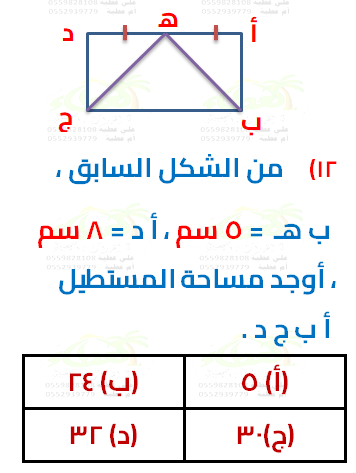 د هـ أ
ج ب
١٢) من الشكل السابق ،
ب هـ = ٥ سم ، أ د = ٨ سم
، أوجد مساحة المستطيل
أ ب ج د .
(أ) ٥ (ب) ٢٤
(ج) ٣٠ (د) ٣٢